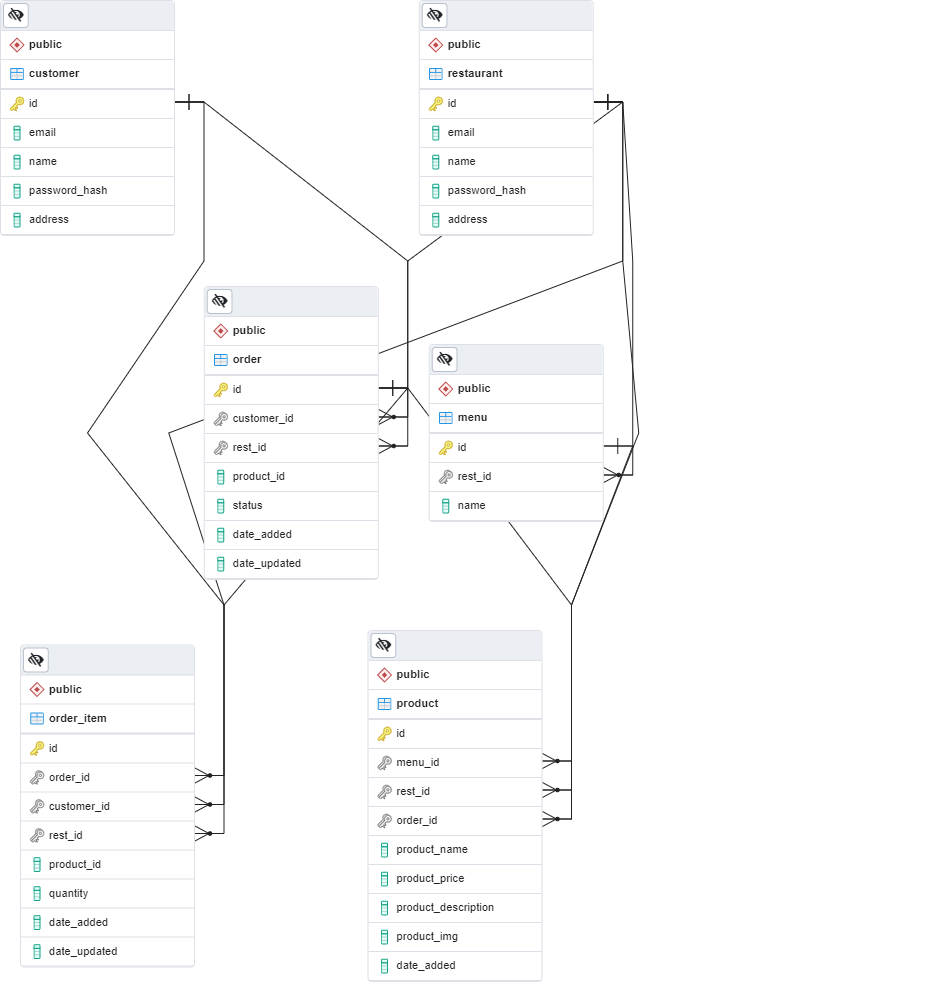 public
customer
id
email
name
password_hash
address
public
restaurant
id
email
name
password_hash
address
public
order
id
customer_id
rest_id
product_id
status
date_added
date_updated
public
menu
id
rest_id
name
public
order_item
id
order_id
customer_id
rest_id
product_id
quantity
date_added
date_updated
public
product
id
menu_id
rest_id
order_id
product_name
product_price
product_description
product_img
date_added